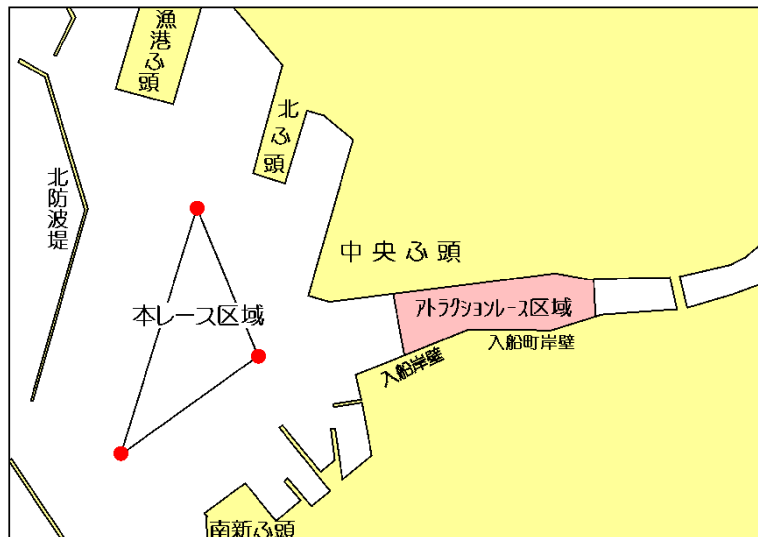 漁港ふ頭
北ふ頭
北防波堤
中央ふ頭
アトラクションレース区域
本レース区域
入船町岸壁
入船岸壁
南新ふ頭